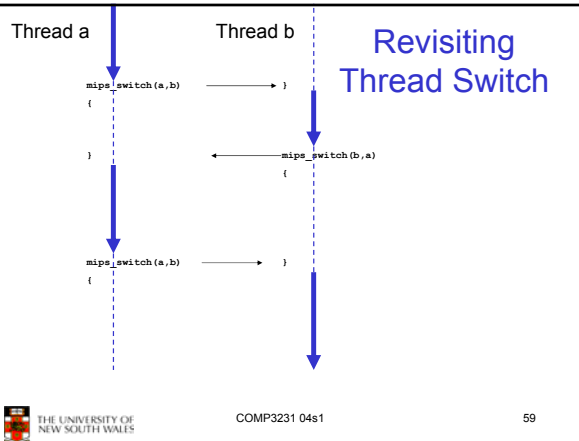 Thread a
Thread b
Revisiting
Thread Switch
mips_switch(a,b)
}
{
}
mips_switch(b,a)
{
mips_switch(a,b)
}
{
THE UNIVERSITY OF
NEW SOUTH WALES
COMP3231 04s1
59